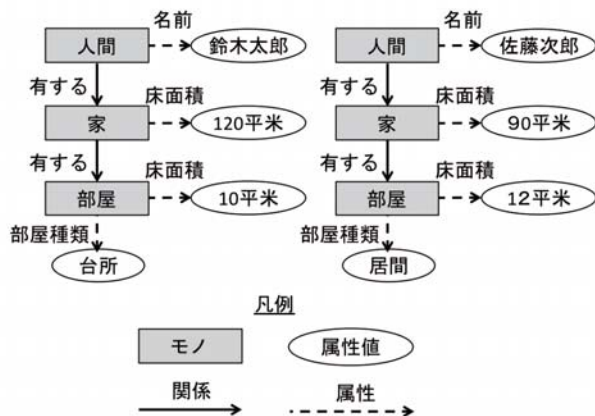 名前 名前
人間 鈴木太郎 人間 佐藤次郎
有する 床面積 有する 床面積
家 120平米 家 90平米
有する 床面積 有する 床面積
部屋 10平米 部屋 12平米
部屋種類 部屋種類
台所 居間
凡例
モノ 属性値
関係 属性